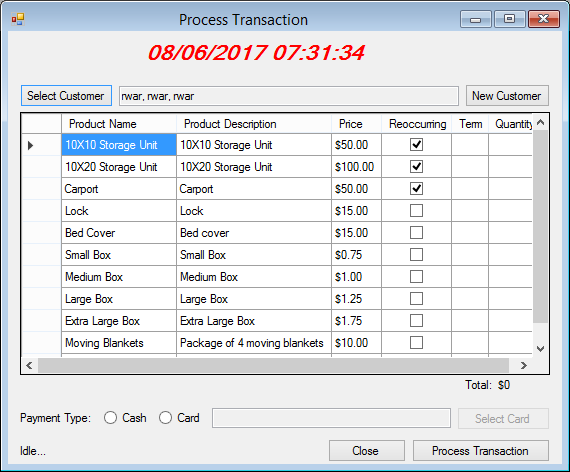 Process Transaction
08/06/2017 07:31:34
Select Customer rwar, rwar, rwar New Customer
Product Name Product Description Price Reoccurring Term Quantity
10X10 Storage Unit 10X10 Storage Unit $50.00
10X20 Storage Unit 10X20 Storage Unit $100.00
Carport Carport $50.00
Lock Lock $15.00
Bed Cover Bed cover $15.00
Small Box Small Box $0.75
Medium Box Medium Box $1.00
Large Box Large Box $1.25
Extra Large Box Extra Large Box $1.75
Moving Blankets Package of 4 moving blankets $10.00
Total: $0
Payment Type: Cash Card Select Card
Idle... Close Process Transaction